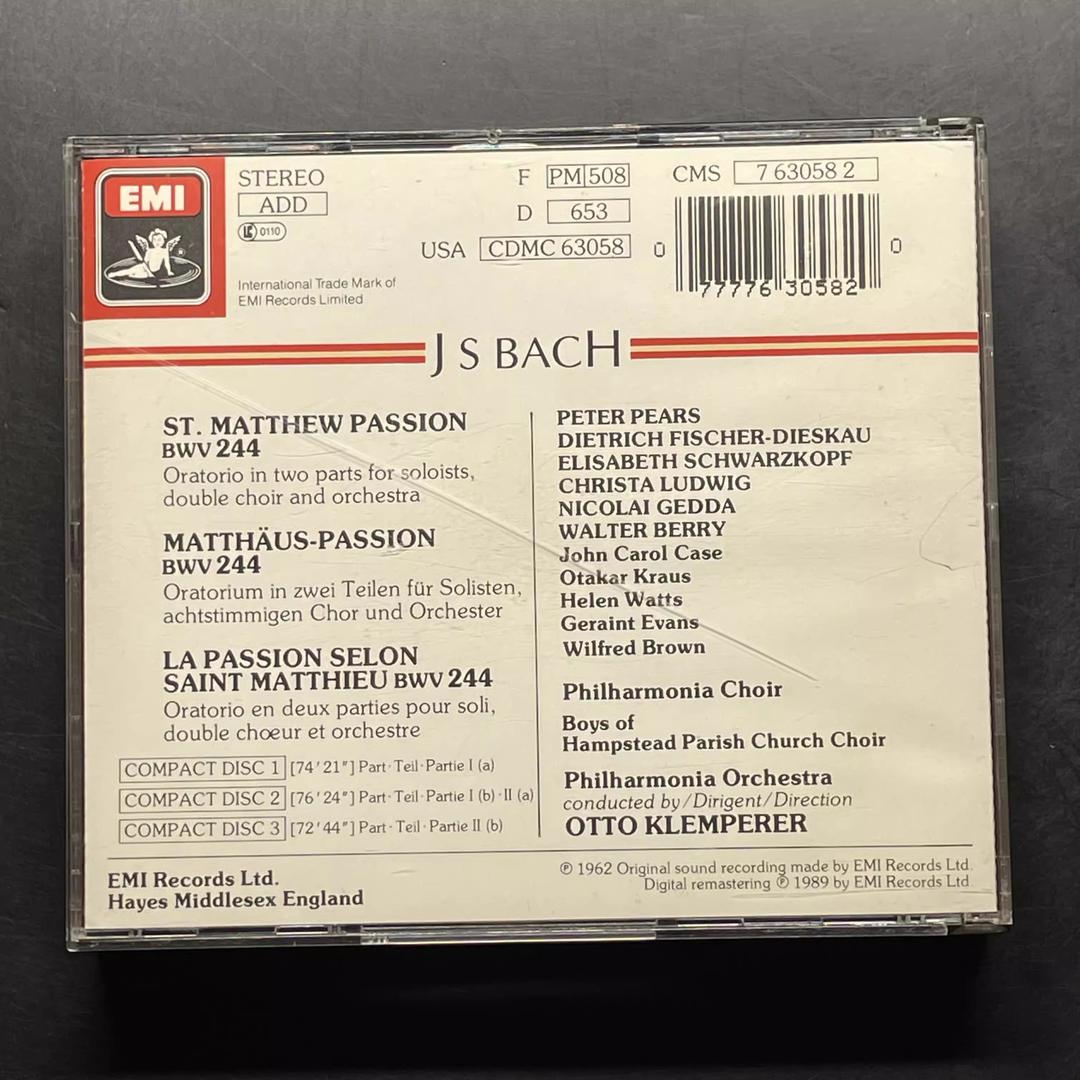 EMI
STEREO
ADD
LC 0110
International Trade Mark of
EMI Records Limited
F PM 508
D 653
USA CDMC 63058
CMS 7 63058 2
0 77776 30582 0
J S BACH
ST. MATTHEW PASSION
BWV 244
Oratorio in two parts for soloists,
double choir and orchestra
MATTHÄUS-PASSION
BWV 244
Oratorium in zwei Teilen für Solisten,
achtstimmigen Chor und Orchester
LA PASSION SELON
SAINT MATTHIEU BWV 244
Oratorio en deux parties pour soli,
double chœur et orchestre
COMPACT DISC 1 [74'21"] Part·Teil·Partie I (a)
COMPACT DISC 2 [76'24"] Part·Teil·Partie I (b)·II (a)
COMPACT DISC 3 [72'44"] Part·Teil·Partie II (b)
PETER PEARS
DIETRICH FISCHER-DIESKAU
ELISABETH SCHWARZKOPF
CHRISTA LUDWIG
NICOLAI GEDDA
WALTER BERRY
John Carol Case
Otakar Kraus
Helen Watts
Geraint Evans
Wilfred Brown
Philharmonia Choir
Boys of
Hampstead Parish Church Choir
Philharmonia Orchestra
conducted by/Dirigent/Direction
OTTO KLEMPERER
EMI Records Ltd.
Hayes Middlesex England
℗ 1962 Original sound recording made by EMI Records Ltd.
Digital remastering ℗ 1989 by EMI Records Ltd